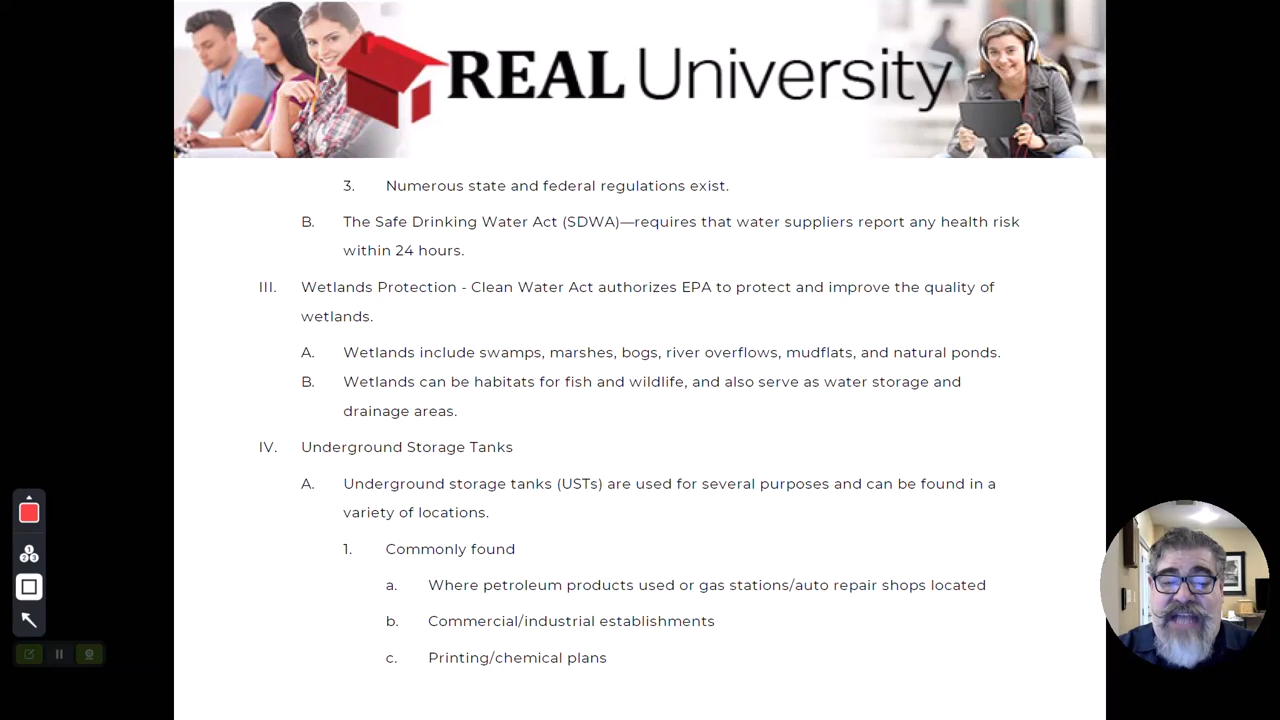 REAL University
3. Numerous state and federal regulations exist.
B. The Safe Drinking Water Act (SDWA)—requires that water suppliers report any health risk
within 24 hours.
III. Wetlands Protection - Clean Water Act authorizes EPA to protect and improve the quality of
wetlands.
A. Wetlands include swamps, marshes, bogs, river overflows, mudflats, and natural ponds.
B. Wetlands can be habitats for fish and wildlife, and also serve as water storage and
drainage areas.
IV. Underground Storage Tanks
A. Underground storage tanks (USTs) are used for several purposes and can be found in a
variety of locations.
1. Commonly found
a. Where petroleum products used or gas stations/auto repair shops located
b. Commercial/industrial establishments
c. Printing/chemical plans